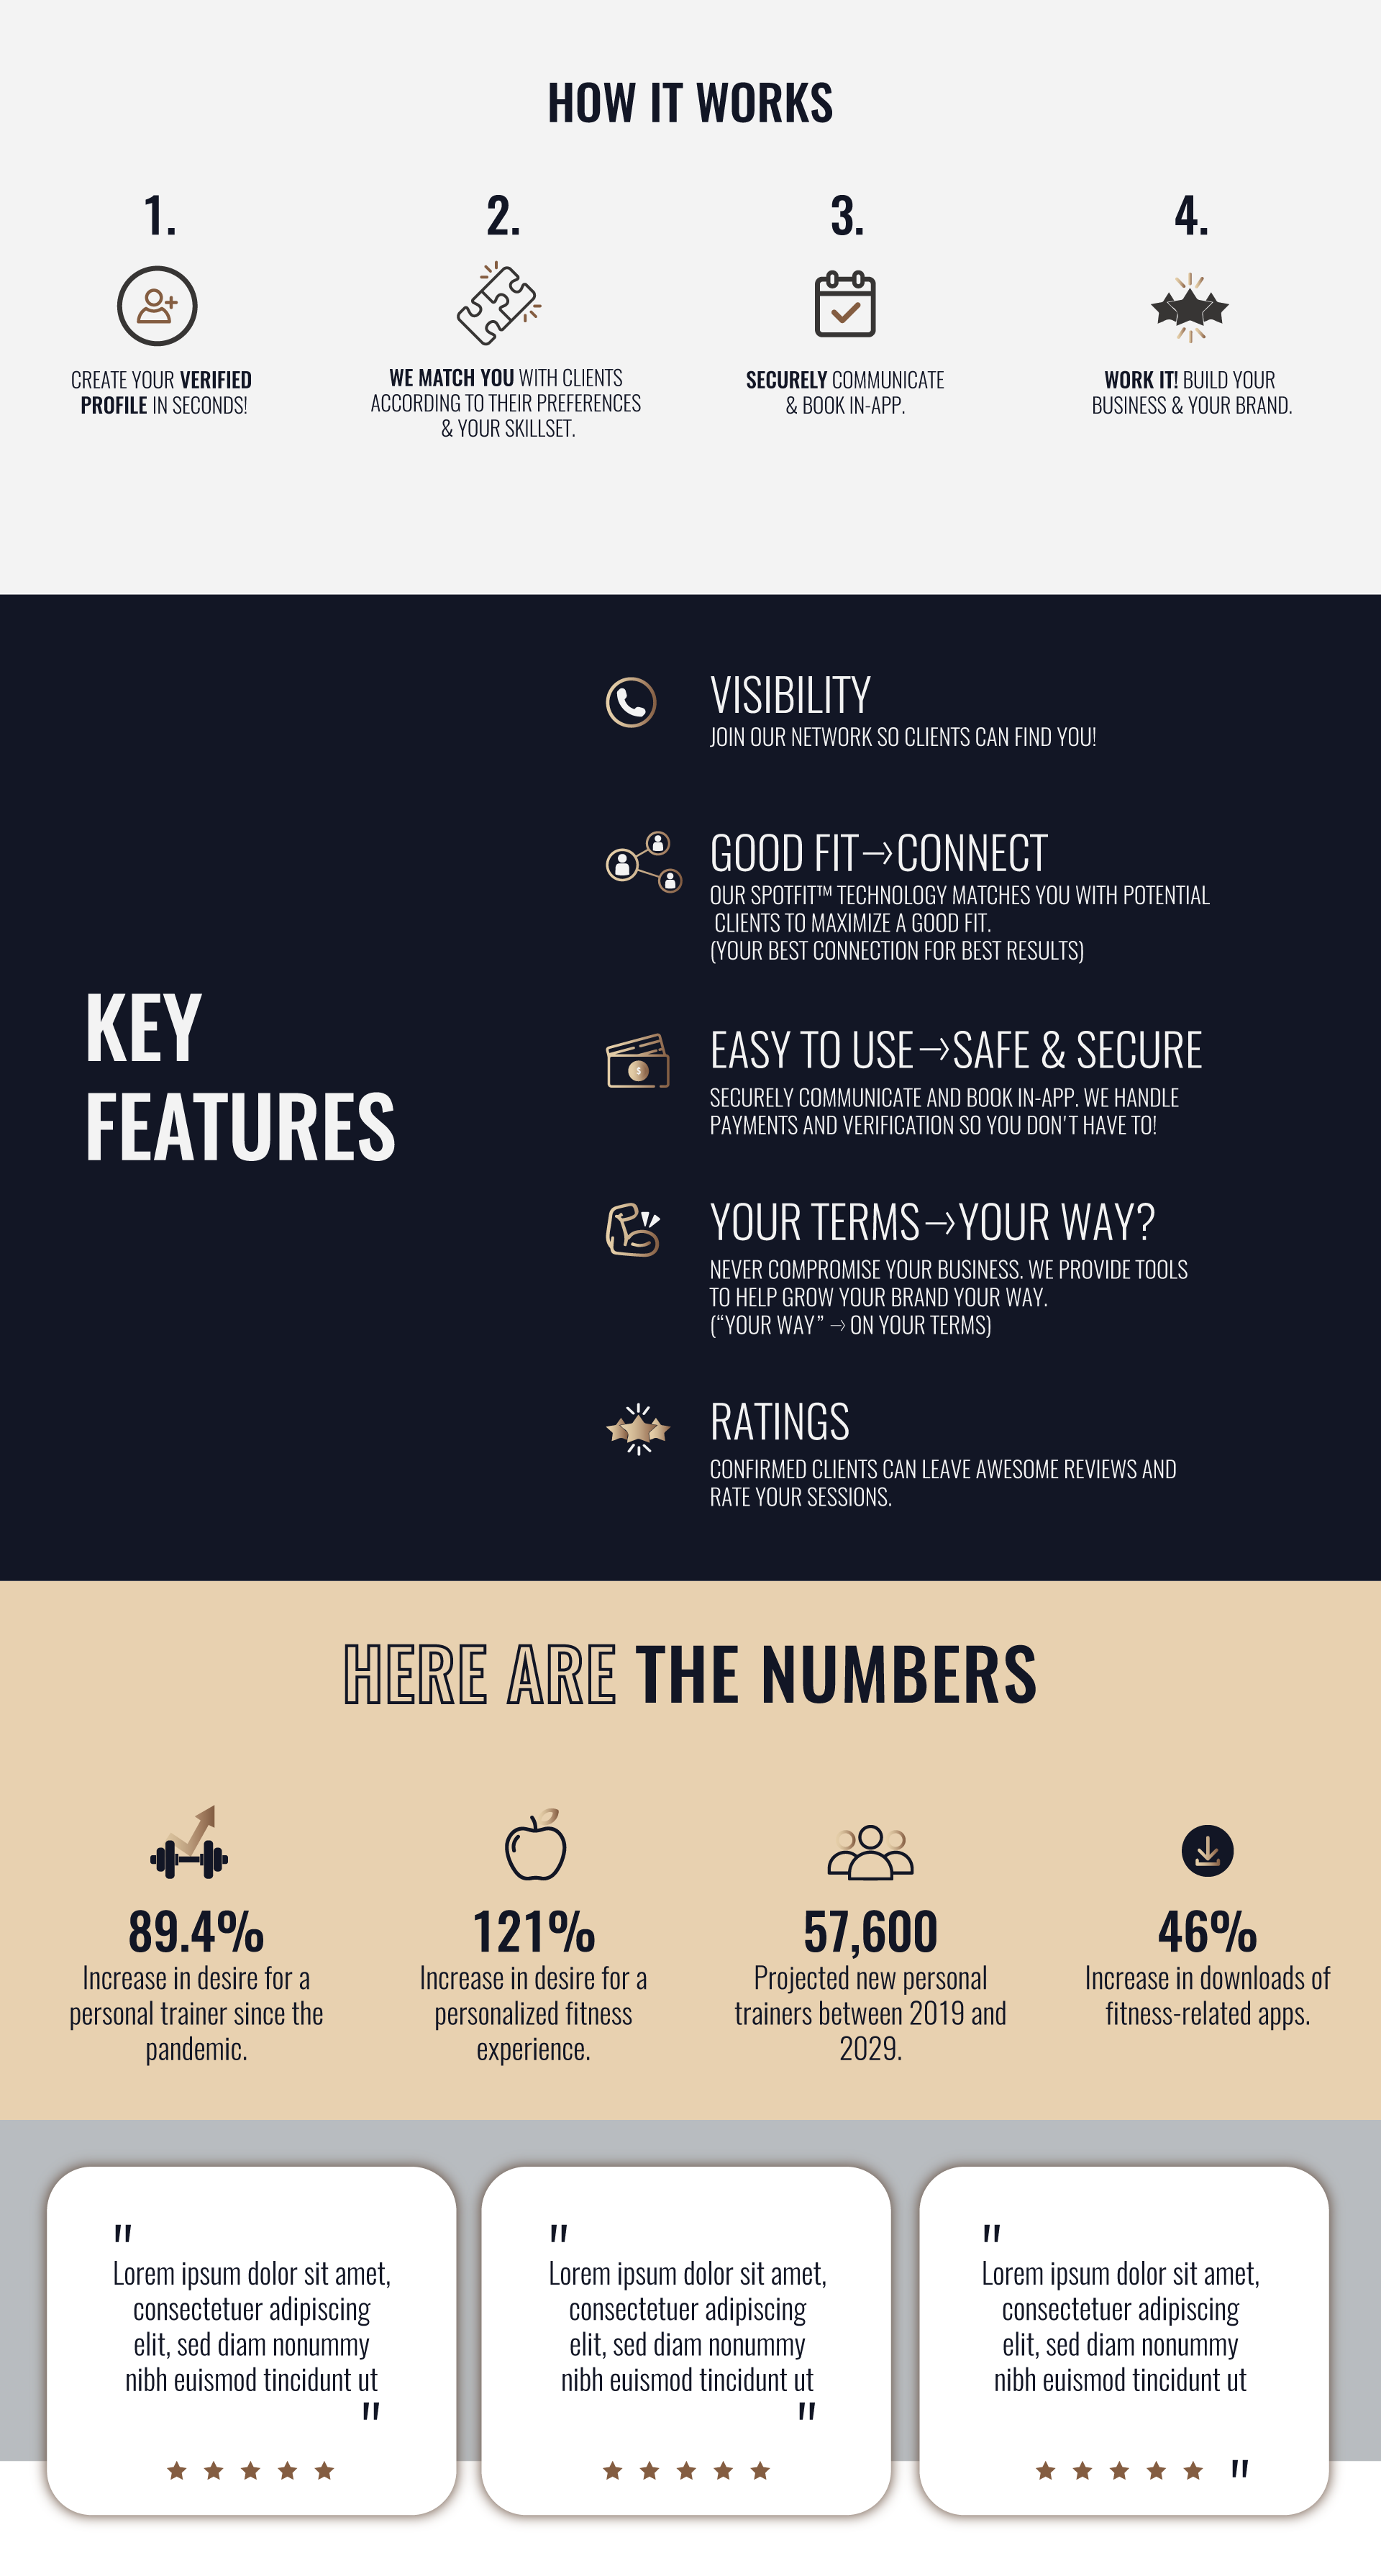 HOW IT WORKS
1.
CREATE YOUR VERIFIED
PROFILE IN SECONDS!
2.
WE MATCH YOU WITH CLIENTS
ACCORDING TO THEIR PREFERENCES
& YOUR SKILLSET.
3.
SECURELY COMMUNICATE
& BOOK IN-APP.
4.
WORK IT! BUILD YOUR
BUSINESS & YOUR BRAND.
KEY
FEATURES
VISIBILITY
JOIN OUR NETWORK SO CLIENTS CAN FIND YOU!
GOOD FIT→CONNECT
OUR SPOTFIT™ TECHNOLOGY MATCHES YOU WITH POTENTIAL
CLIENTS TO MAXIMIZE A GOOD FIT.
(YOUR BEST CONNECTION FOR BEST RESULTS)
$
EASY TO USE→SAFE & SECURE
SECURELY COMMUNICATE AND BOOK IN-APP. WE HANDLE
PAYMENTS AND VERIFICATION SO YOU DON'T HAVE TO!
YOUR TERMS→YOUR WAY?
NEVER COMPROMISE YOUR BUSINESS. WE PROVIDE TOOLS
TO HELP GROW YOUR BRAND YOUR WAY.
(“YOUR WAY” → ON YOUR TERMS)
RATINGS
CONFIRMED CLIENTS CAN LEAVE AWESOME REVIEWS AND
RATE YOUR SESSIONS.
HERE ARE THE NUMBERS
89.4%
Increase in desire for a
personal trainer since the
pandemic.
121%
Increase in desire for a
personalized fitness
experience.
57,600
Projected new personal
trainers between 2019 and
2029.
46%
Increase in downloads of
fitness-related apps.
"
Lorem ipsum dolor sit amet,
consectetuer adipiscing
elit, sed diam nonummy
nibh euismod tincidunt ut
"
"
Lorem ipsum dolor sit amet,
consectetuer adipiscing
elit, sed diam nonummy
nibh euismod tincidunt ut
"
"
Lorem ipsum dolor sit amet,
consectetuer adipiscing
elit, sed diam nonummy
nibh euismod tincidunt ut
"